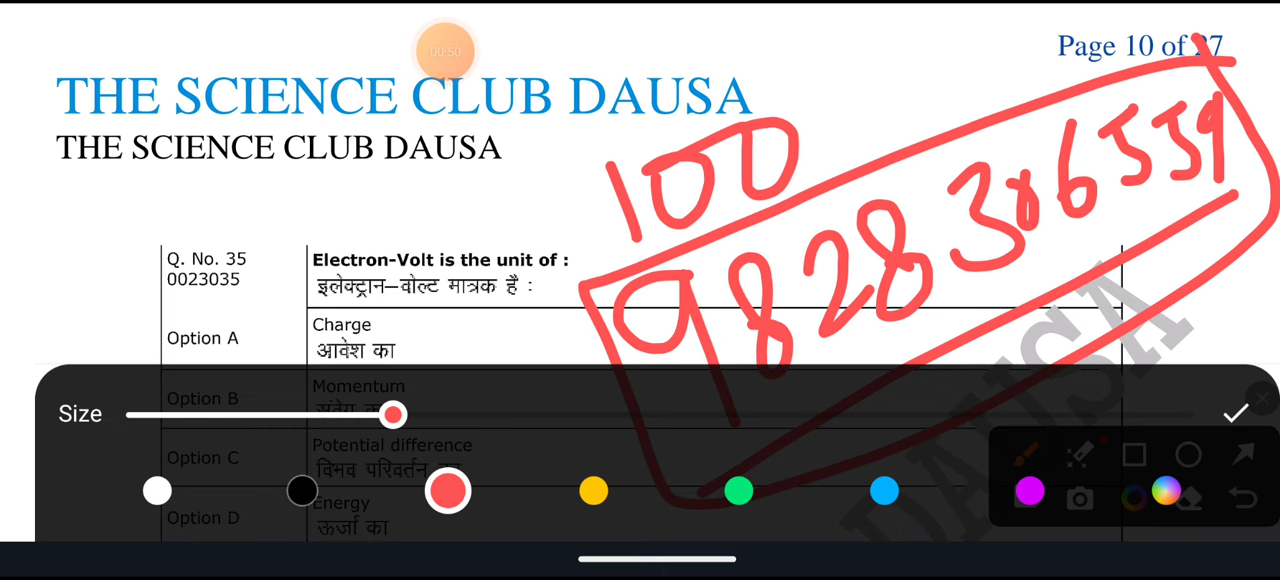 00:50
Page 10 of 27
THE SCIENCE CLUB DAUSA
THE SCIENCE CLUB DAUSA
100
Q. No. 35
0023035
Electron-Volt is the unit of :
इलेक्ट्रान–वोल्ट मात्रक हैं :
9828386559
Option A
Charge
आवेश का
Option B
Momentum
संवेग का
Size
Option C
Potential difference
विभव परिवर्तन का
Option D
Energy
ऊर्जा का
DAUSA